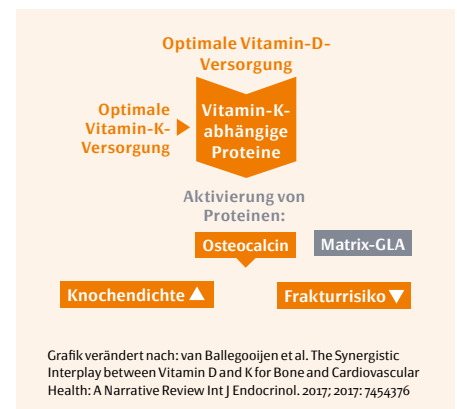 Optimale Vitamin-D-
Versorgung
Optimale
Vitamin-K-
Versorgung
Vitamin-K-
abhängige
Proteine
Aktivierung von
Proteinen:
Osteocalcin
Matrix-GLA
Knochendichte ▲
Frakturrisiko ▼
Grafik verändert nach: van Ballegooijen et al. The Synergistic
Interplay between Vitamin D and K for Bone and Cardiovascular
Health: A Narrative Review Int J Endocrinol. 2017; 2017: 7454376